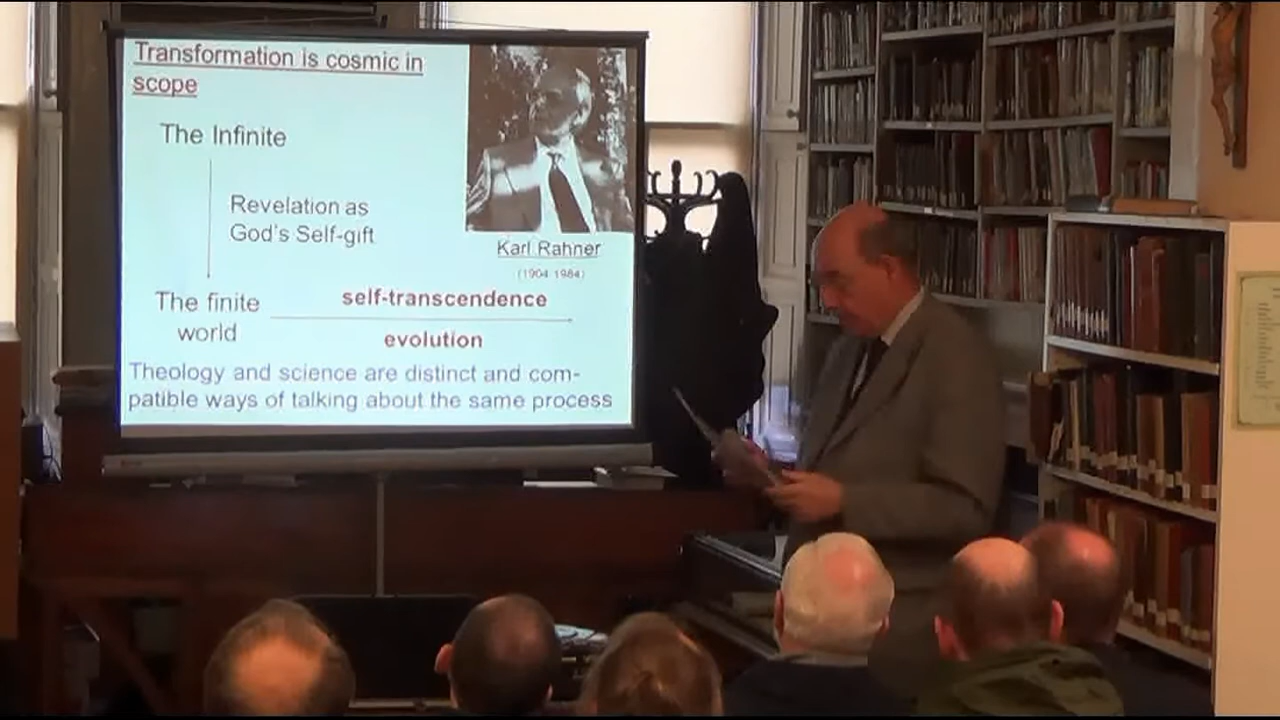 Transformation is cosmic in
scope
The Infinite
Revelation as
God's Self-gift
Karl Rahner
(1904 1984)
The finite
world
self-transcendence
evolution
Theology and science are distinct and com-
patible ways of talking about the same process